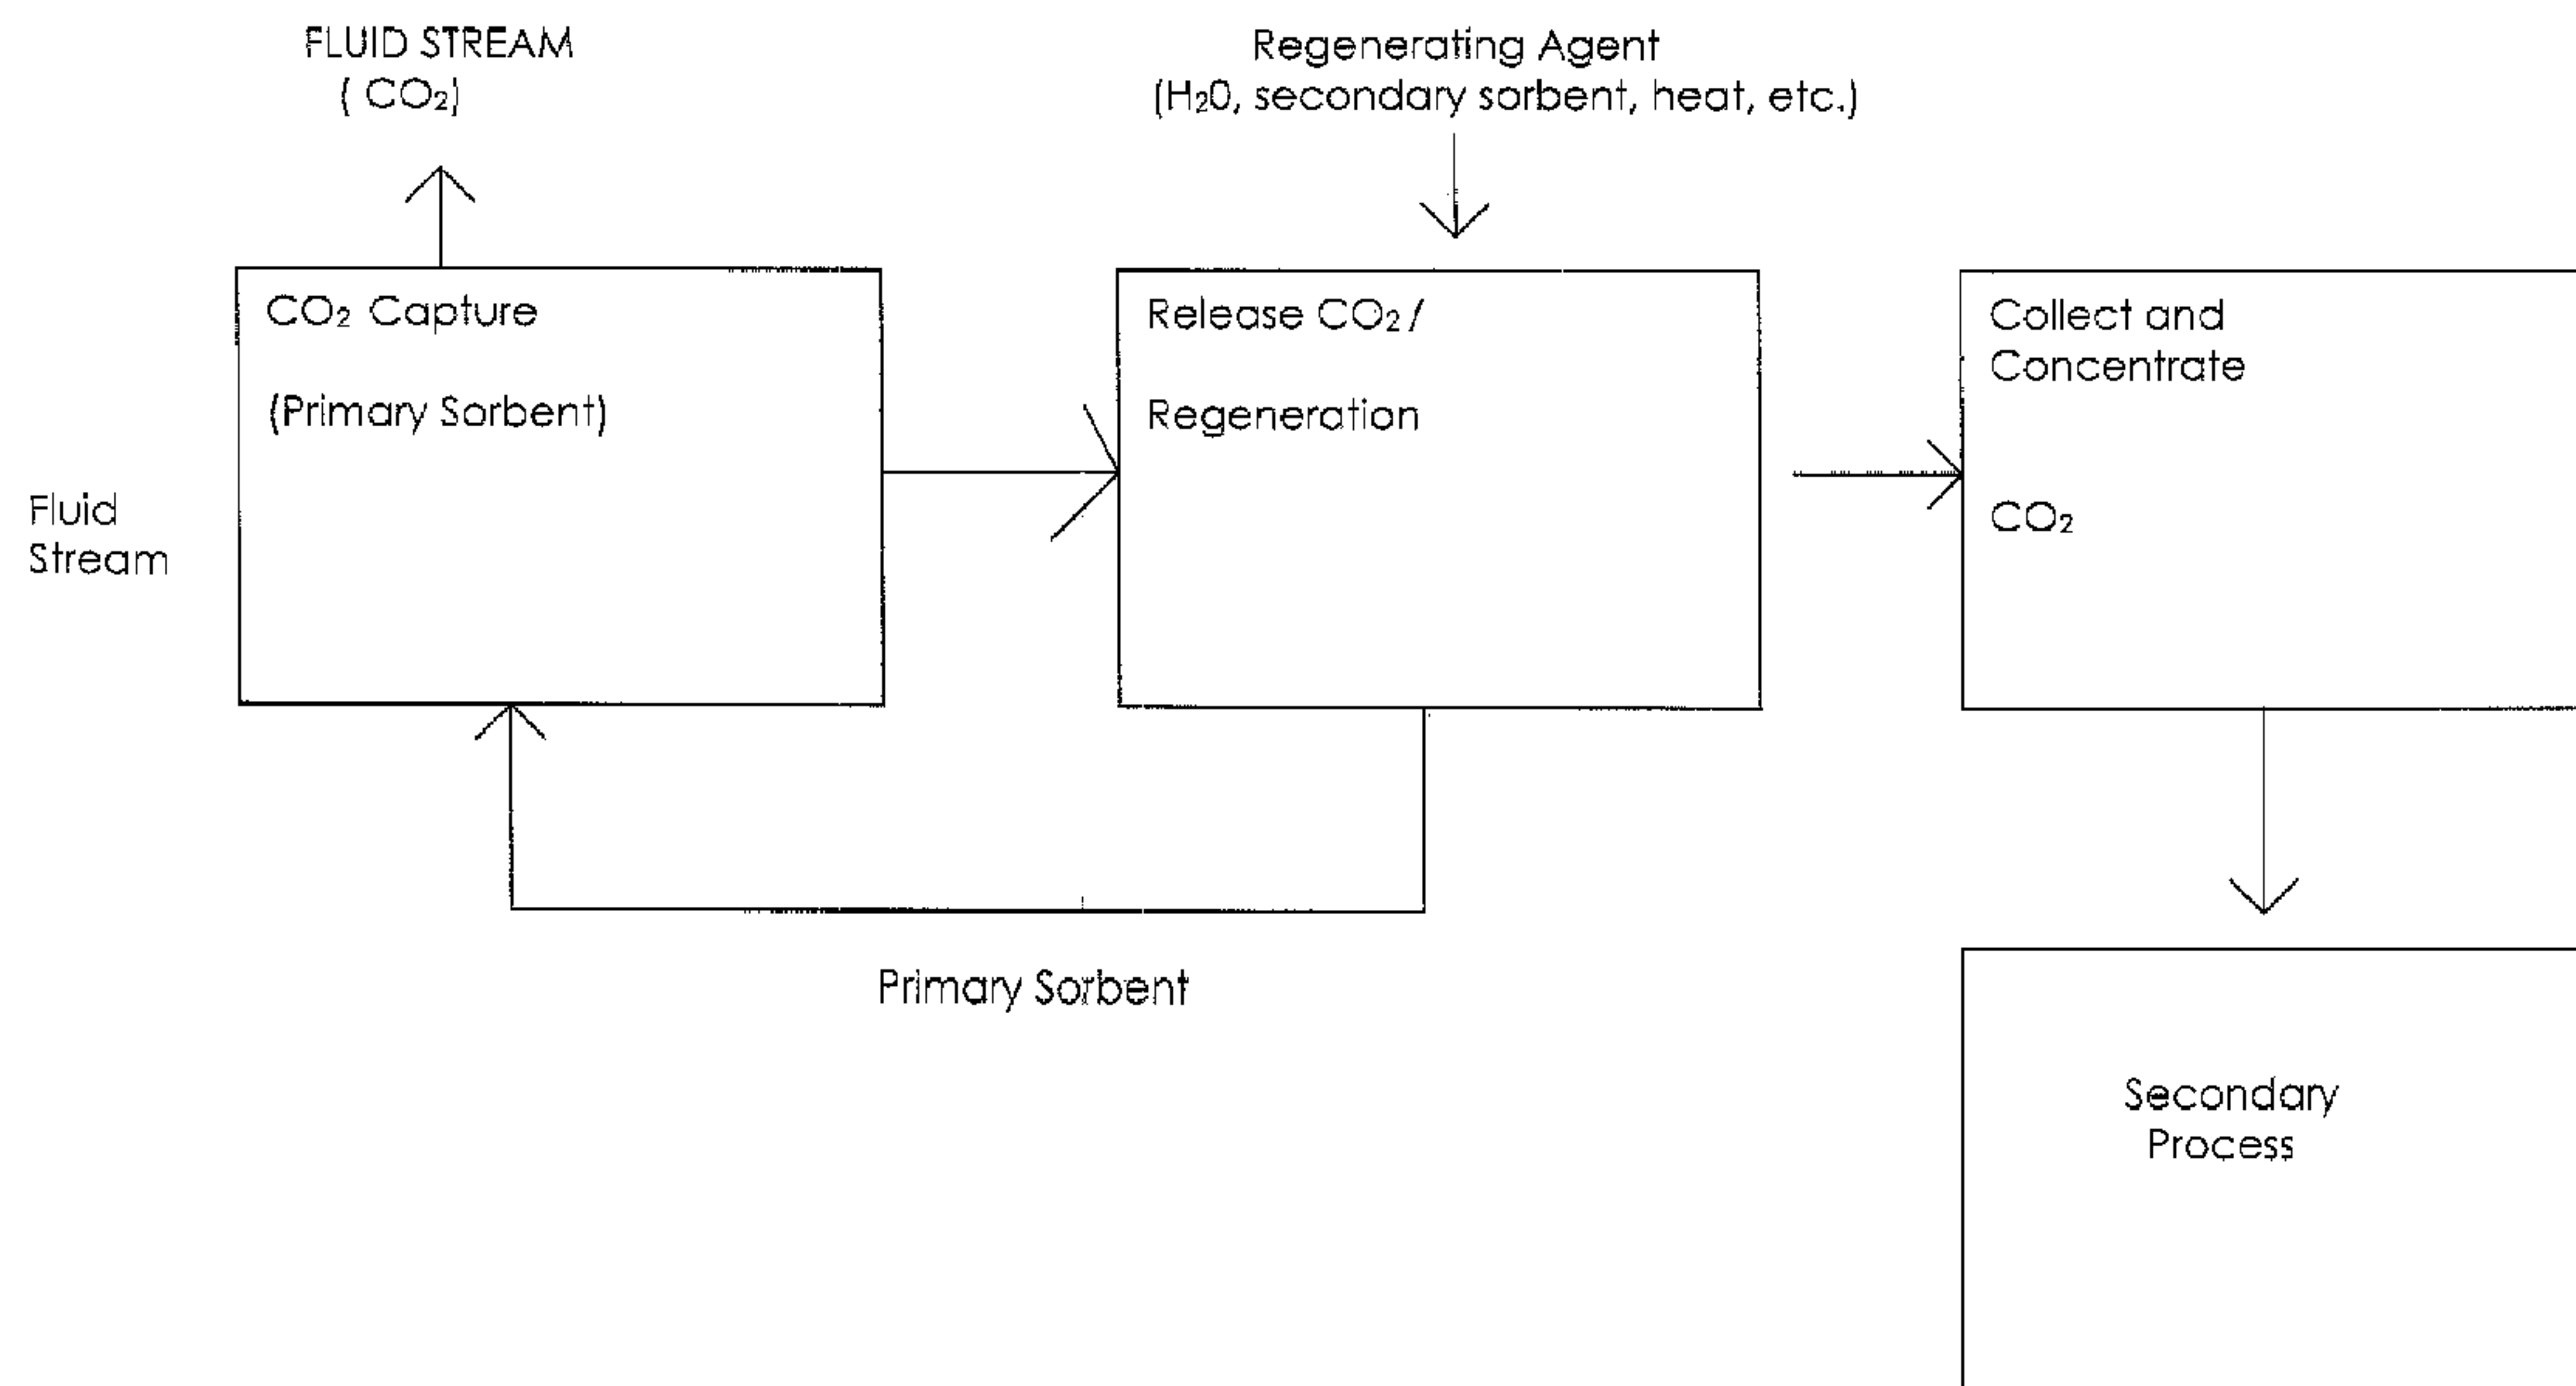 FLUID STREAM
( CO₂)
Regenerating Agent
(H₂0, secondary sorbent, heat, etc.)
CO₂ Capture
(Primary Sorbent)
Release CO₂ /
Regeneration
Collect and
Concentrate
CO₂
Fluid
Stream
Primary Sorbent
Secondary
Process